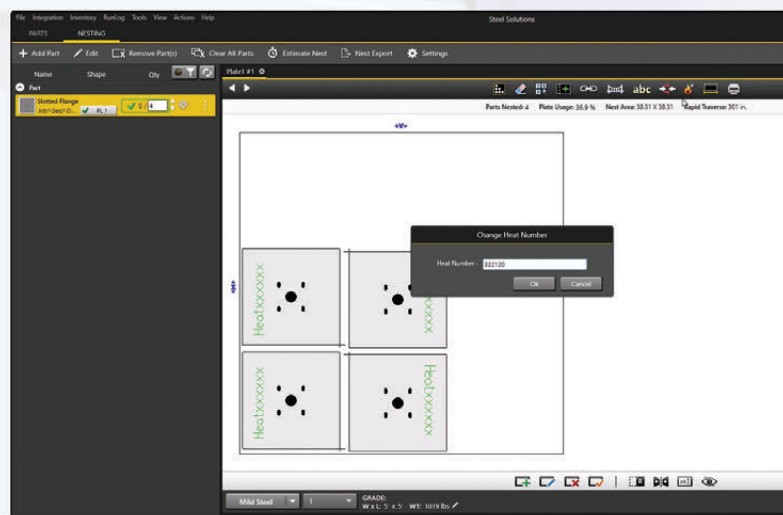 File Integration Inventory RunLog Tools View Actions Help
Steel Solutions
PARTS NESTING
Add Part Edit Remove Part(s) Clear All Parts Estimate Nest Nest Export Settings
Name Shape Qty
Plate1 #1
Part
Slotted Flange
PL 1
0 / 4
abc
Parts Nested: 4 Plate Usage: 36.9 % Nest Area: 38.31 X 38.31 Rapid Traverse: 301 in.
Change Heat Number
Heat Number: 322120
Ok Cancel
Heatxxxxxx
xxxxx
Heatxxxxxx
Heatxxxxxx
Mild Steel 1
GRADE:
W x L: 5' x 5' WT: 1019 lbs